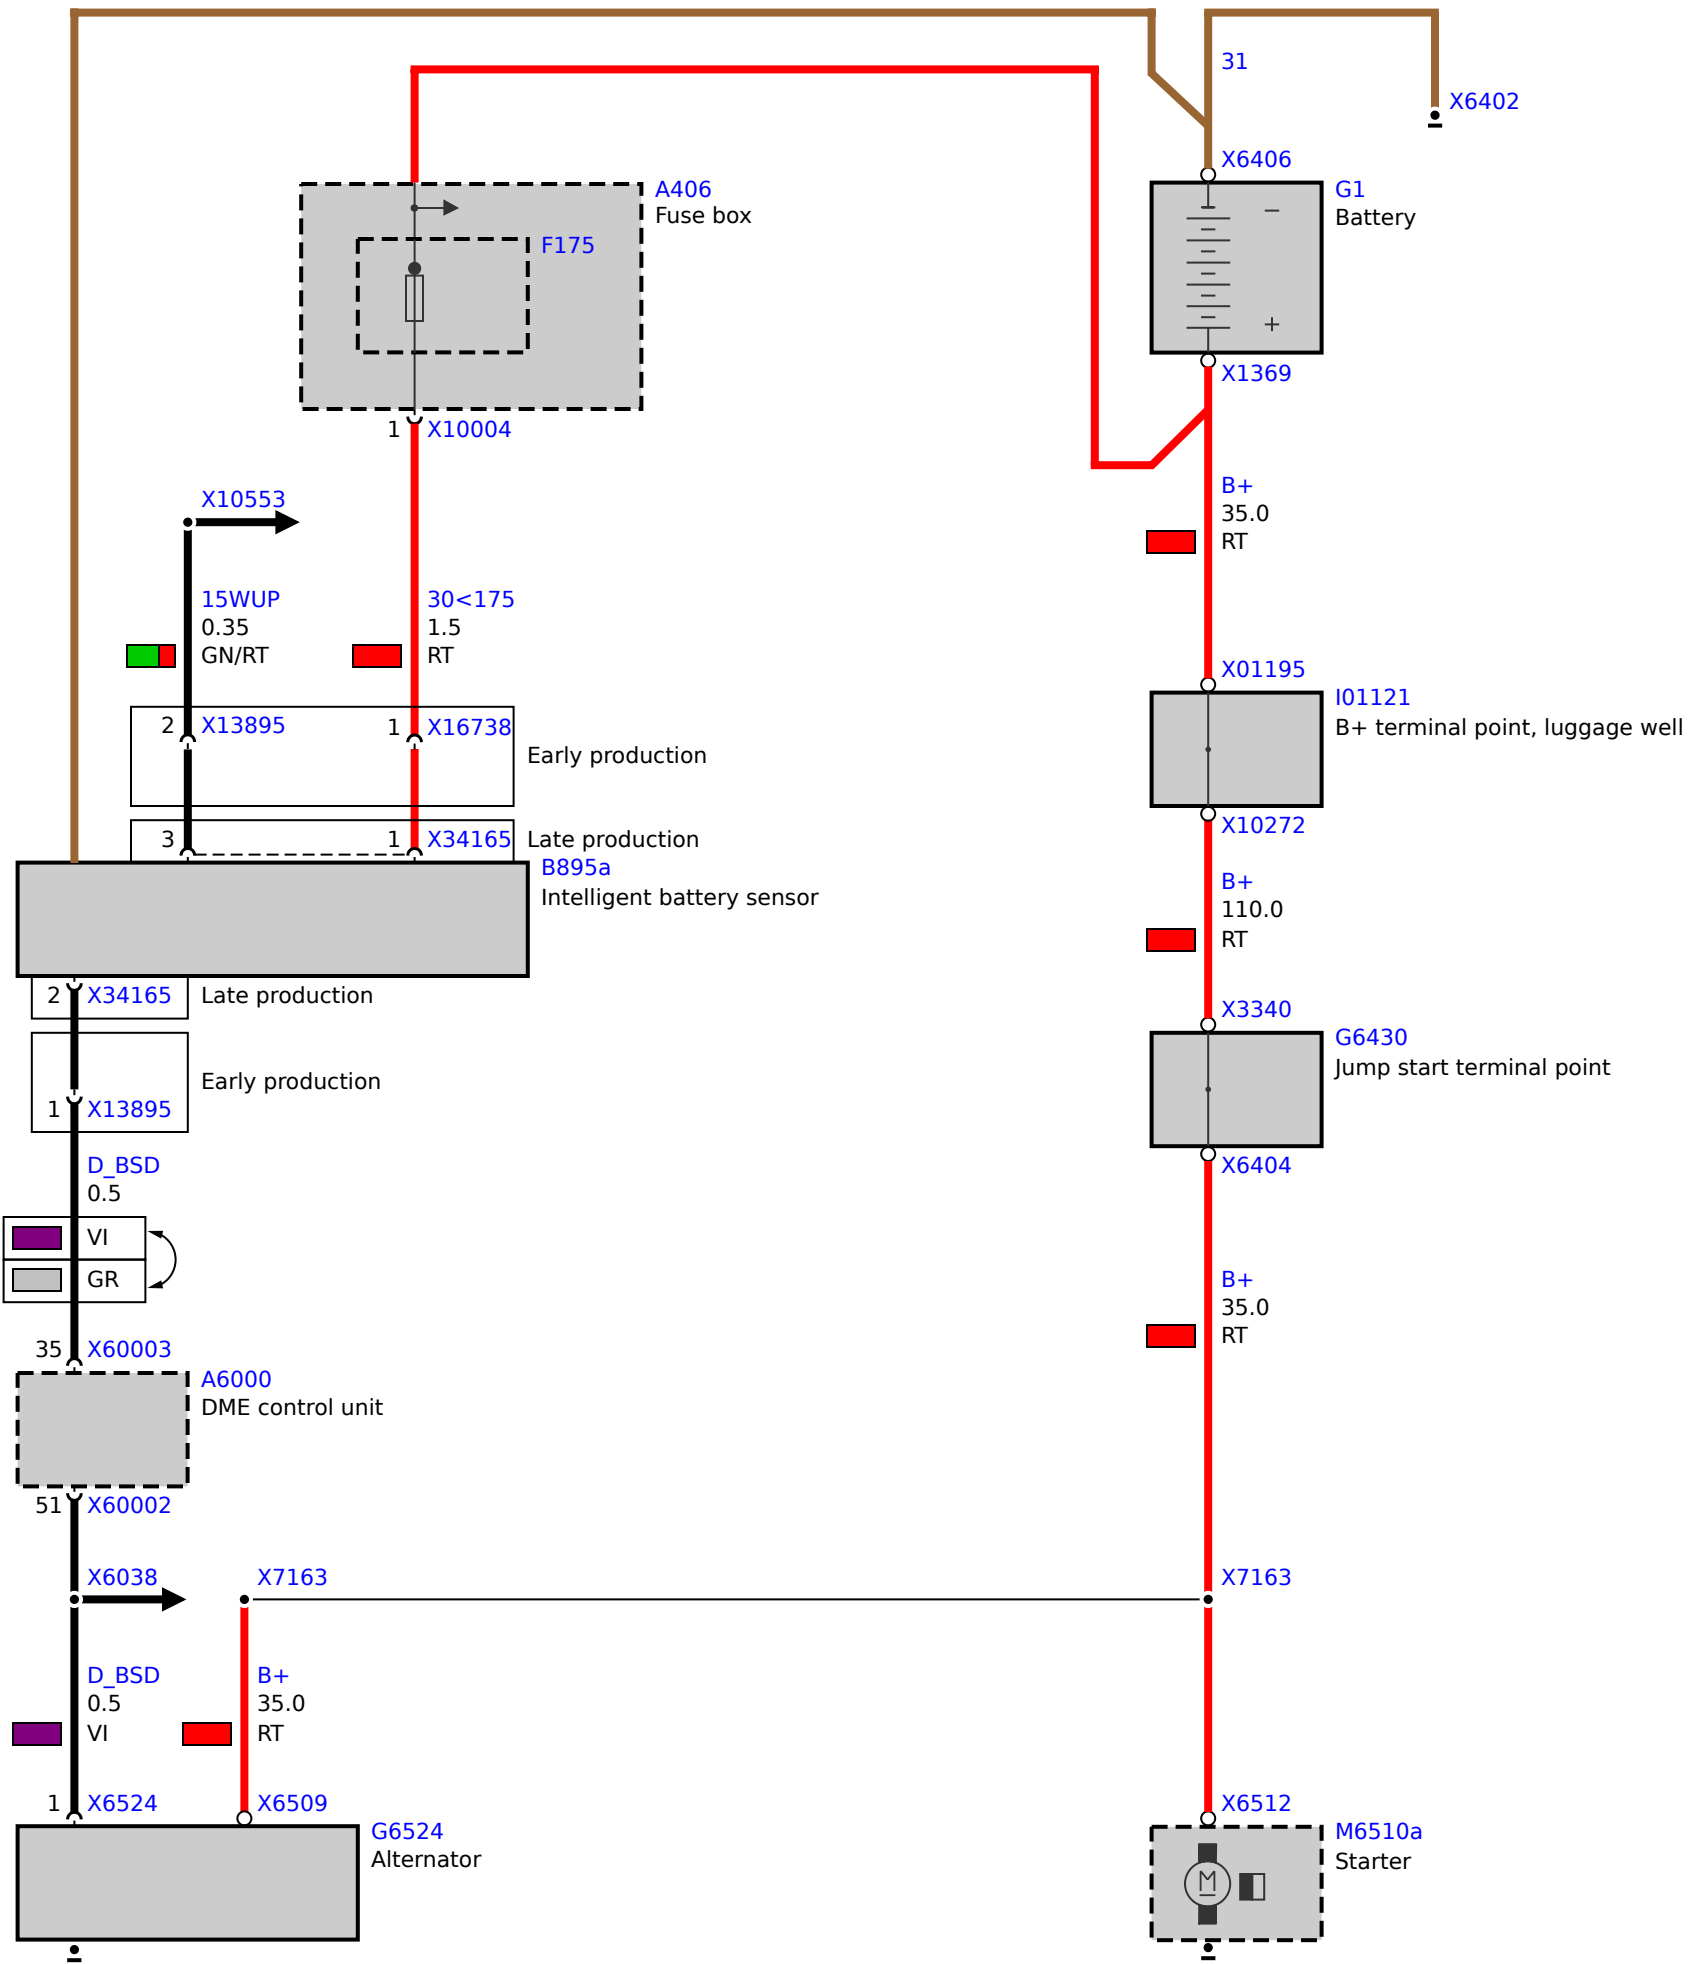 31
X6402
X6406
A406
Fuse box
F175
G1
Battery
−
+
X1369
1 X10004
X10553
B+
35.0
RT
15WUP
0.35
GN/RT
30<175
1.5
RT
X01195
I01121
B+ terminal point, luggage well
2 X13895
1 X16738
Early production
X10272
3
1 X34165
Late production
B895a
Intelligent battery sensor
B+
110.0
RT
2 X34165
Late production
X3340
G6430
Jump start terminal point
Early production
1 X13895
D_BSD
0.5
VI
GR
X6404
B+
35.0
RT
35 X60003
A6000
DME control unit
51 X60002
X6038
X7163
X7163
D_BSD
0.5
VI
B+
35.0
RT
1 X6524
X6509
G6524
Alternator
X6512
M6510a
Starter
M